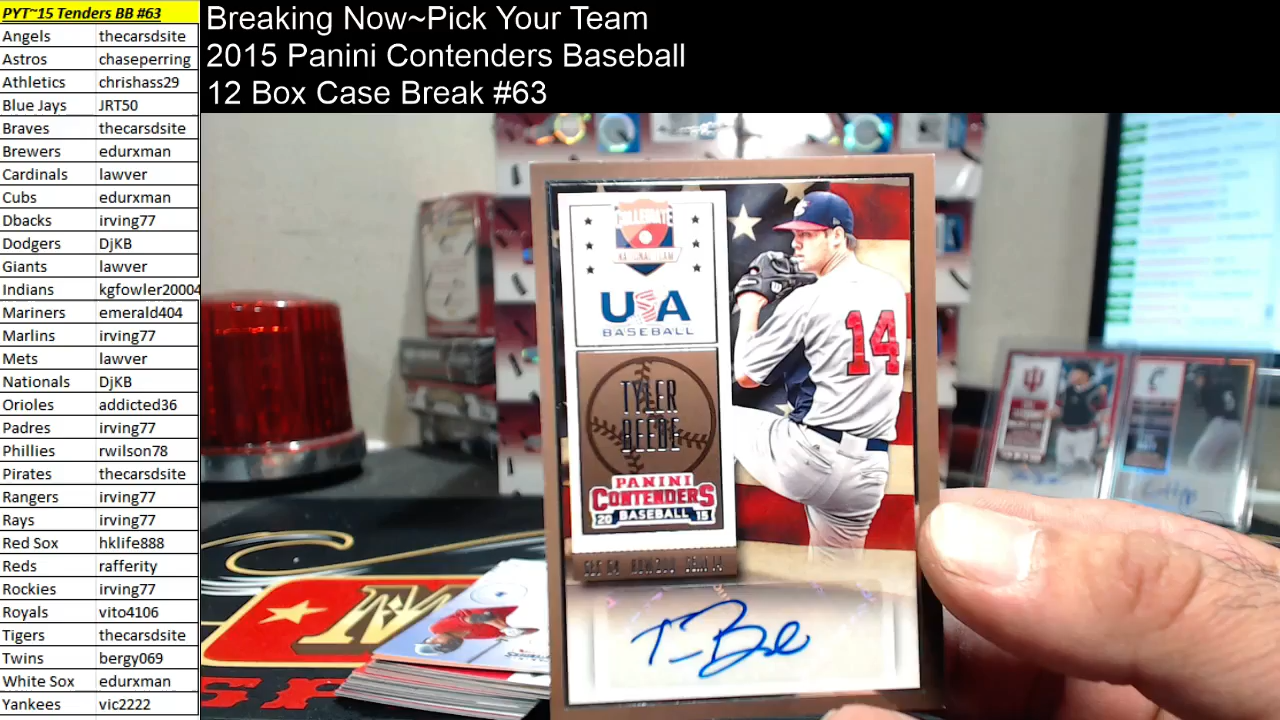 PYT~15 Tenders BB #63
Angels thecarsdsite
Astros chaseperring
Athletics chrishass29
Blue Jays JRT50
Braves thecarsdsite
Brewers edurxman
Cardinals lawver
Cubs edurxman
Dbacks irving77
Dodgers DjKB
Giants lawver
Indians kgfowler20004
Mariners emerald404
Marlins irving77
Mets lawver
Nationals DjKB
Orioles addicted36
Padres irving77
Phillies rwilson78
Pirates thecarsdsite
Rangers irving77
Rays irving77
Red Sox hklife888
Reds rafferity
Rockies irving77
Royals vito4106
Tigers thecarsdsite
Twins bergy069
White Sox edurxman
Yankees vic2222
Breaking Now~Pick Your Team
2015 Panini Contenders Baseball
12 Box Case Break #63
COLLEGIATE
NATIONAL TEAM
USA
BASEBALL
14
TYLER
BEEDE
PANINI
CONTENDERS
20 BASEBALL 15